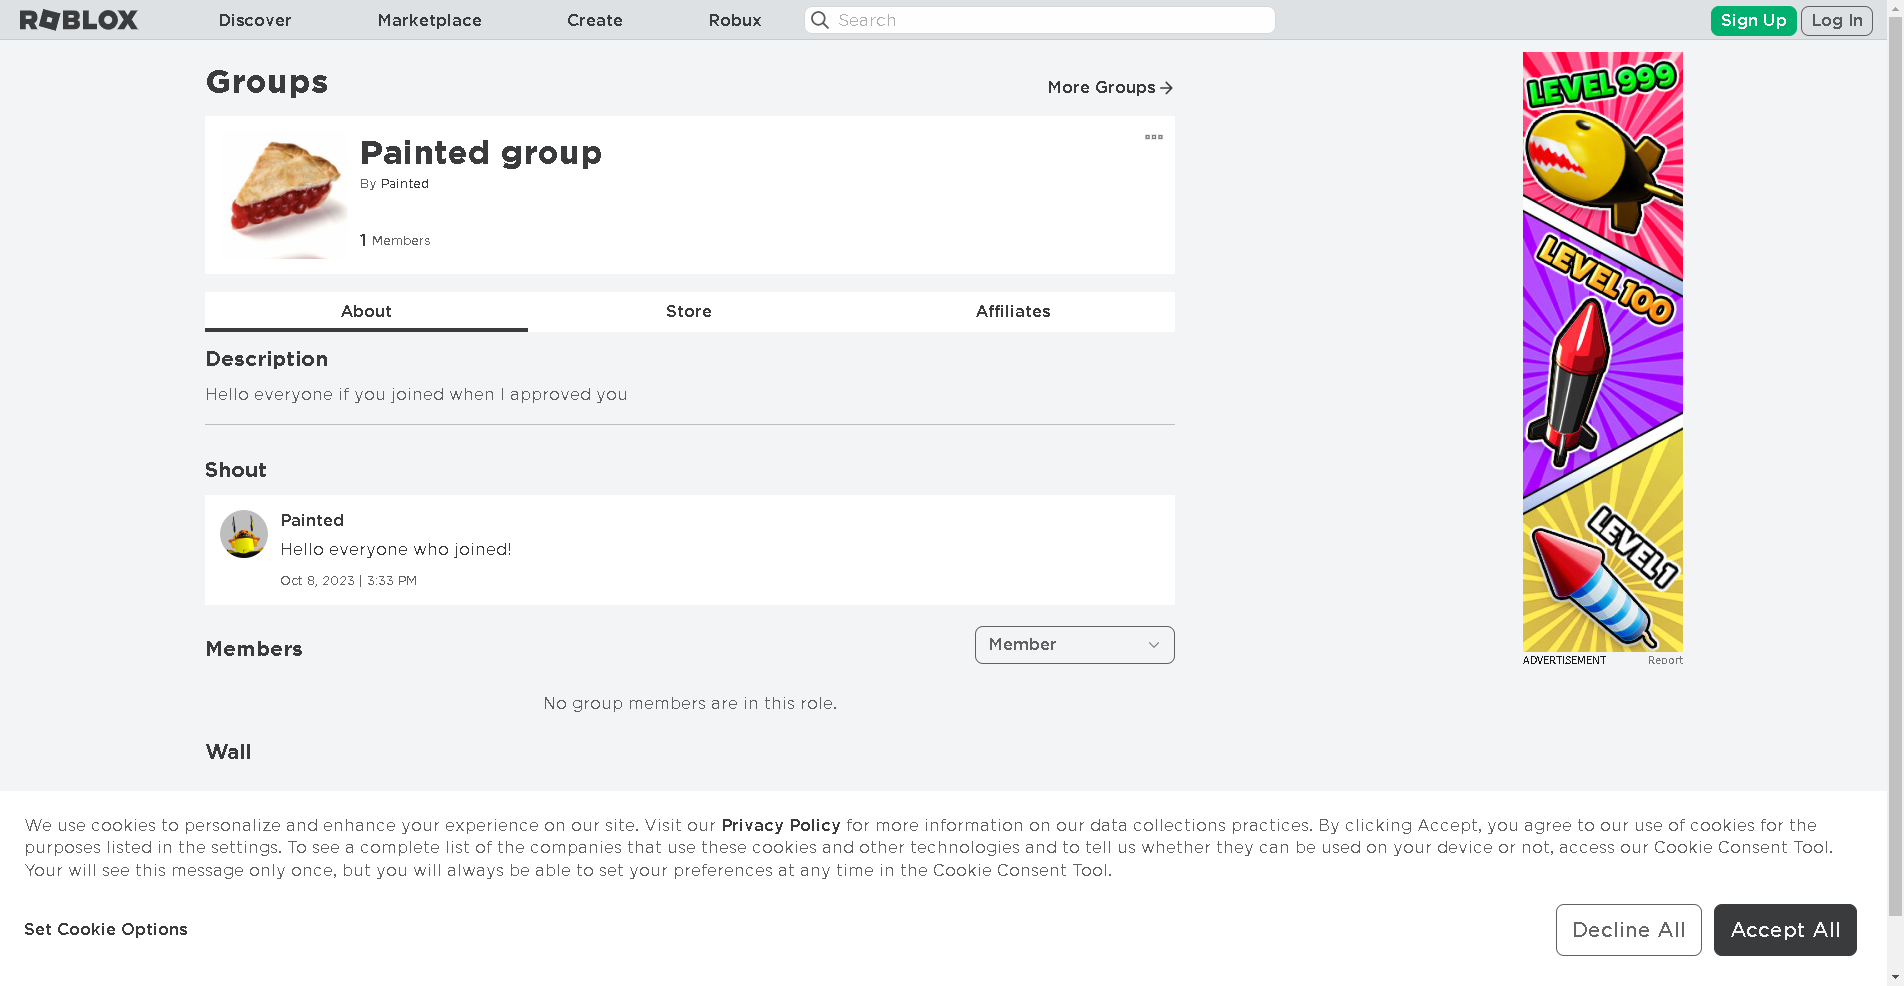 ROBLOX
Discover
Marketplace
Create
Robux
Search
Sign Up
Log In
Groups
More Groups
Painted group
By Painted
1 Members
About
Store
Affiliates
Description
Hello everyone if you joined when I approved you
Shout
Painted
Hello everyone who joined!
Oct 8, 2023 | 3:33 PM
Members
Member
No group members are in this role.
Wall
LEVEL 999
LEVEL 100
LEVEL 1
ADVERTISEMENT
Report
We use cookies to personalize and enhance your experience on our site. Visit our Privacy Policy for more information on our data collections practices. By clicking Accept, you agree to our use of cookies for the
purposes listed in the settings. To see a complete list of the companies that use these cookies and other technologies and to tell us whether they can be used on your device or not, access our Cookie Consent Tool.
Your will see this message only once, but you will always be able to set your preferences at any time in the Cookie Consent Tool.
Set Cookie Options
Decline All
Accept All